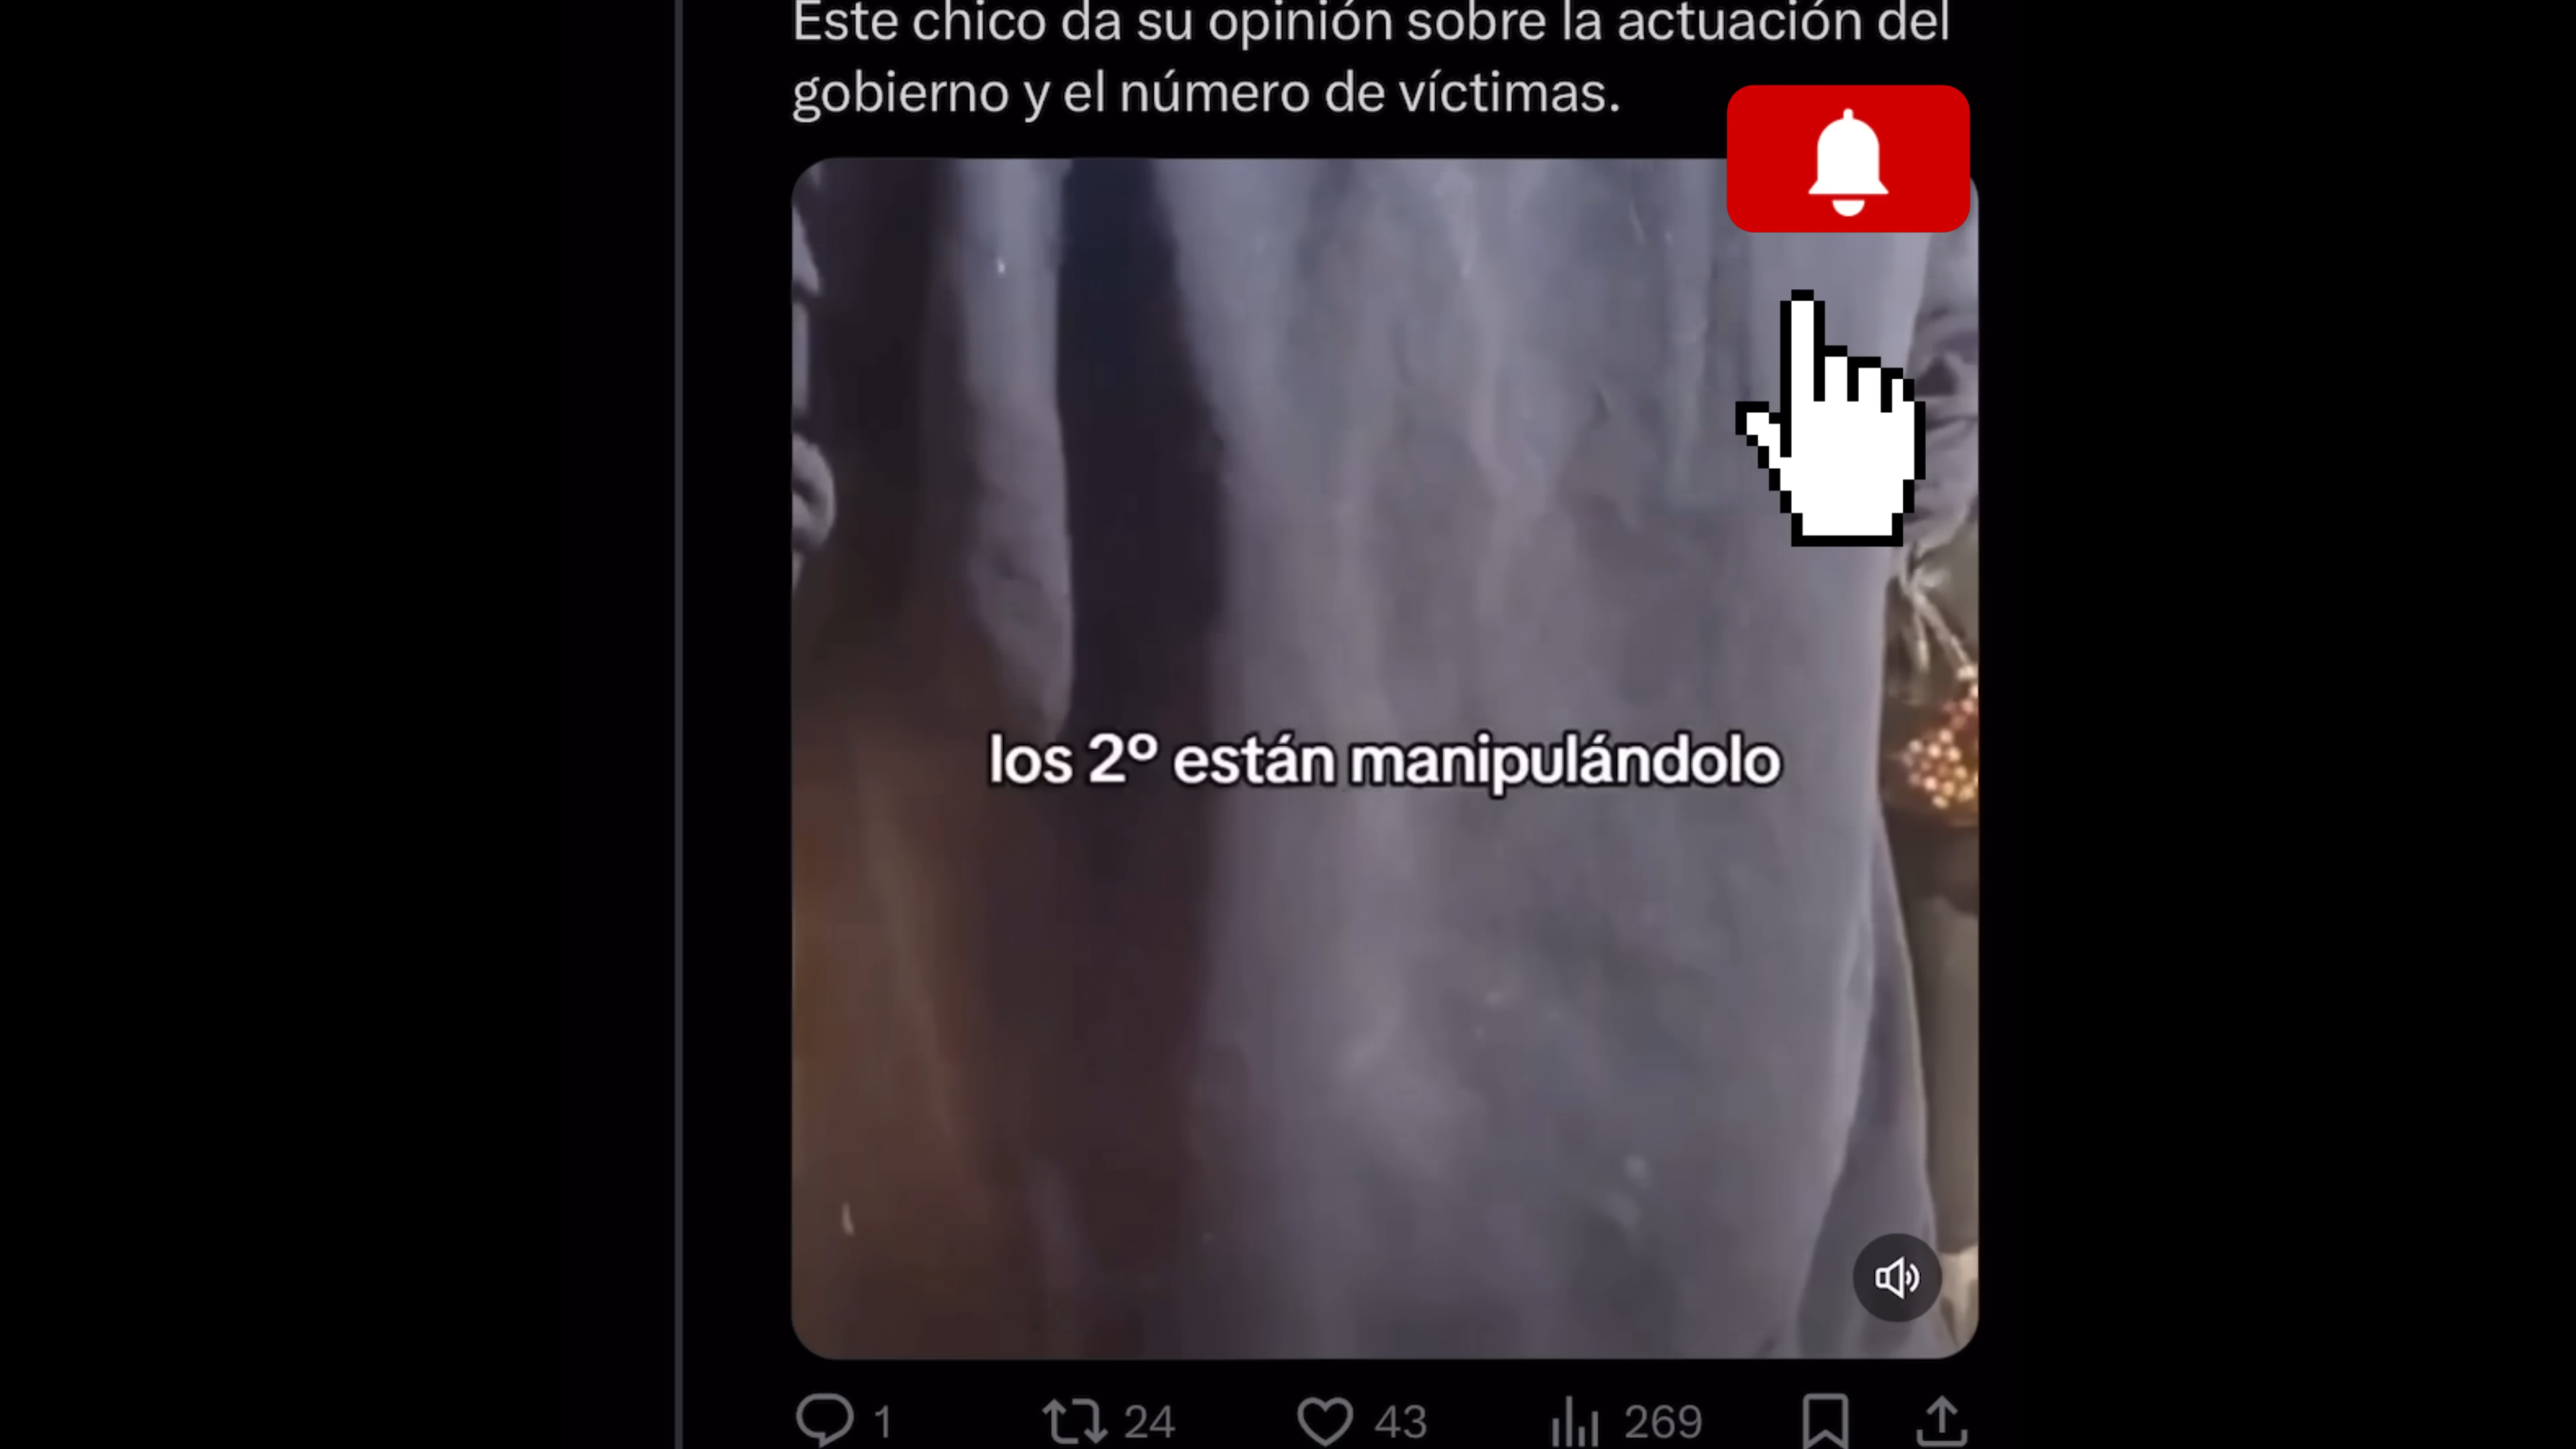 Este chico da su opinión sobre la actuación del
gobierno y el número de víctimas.
los 2º están manipulándolo
1 24 43 269